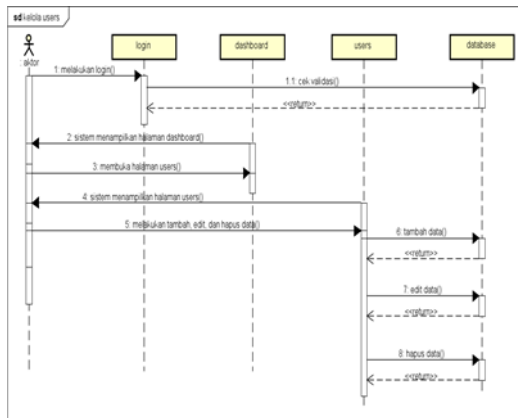 sd kelola users
login
dashboard
users
database
: aktor
1: melakukan login()
1.1: cek validasi()
<<return>>
2: sistem menampilkan halaman dashboard()
3: membuka halaman users()
4: sistem menampilkan halaman users()
5: melakukan tambah, edit, dan hapus data()
6: tambah data()
<<return>>
7: edit data()
<<return>>
8: hapus data()
<<return>>